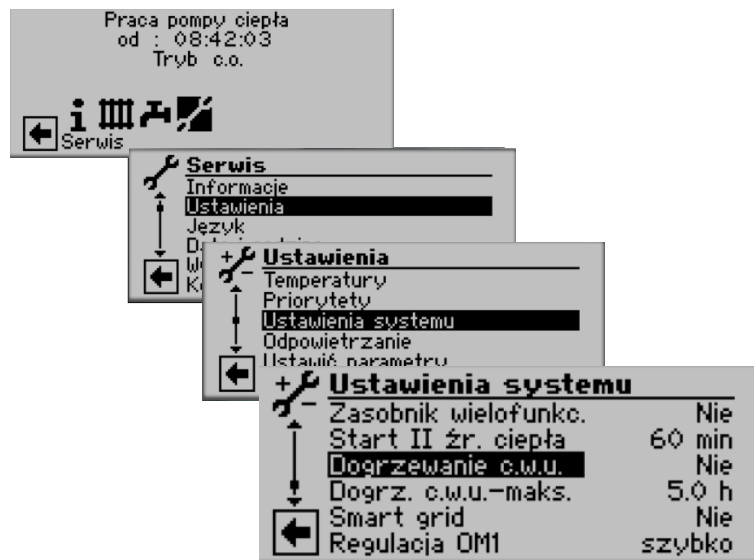 Praca pompy ciepła
od : 08:42:03
Tryb c.o.
Serwis
Serwis
Informacje
Ustawienia
Język
Ustawienia
Temperatury
Priorytety
Ustawienia systemu
Odpowietrzanie
Ustawić parametry
Ustawienia systemu
Zasobnik wielofunkc. Nie
Start II źr. ciepła 60 min
Dogrzewanie c.w.u. Nie
Dogrz. c.w.u.-maks. 5.0 h
Smart grid Nie
Regulacja OM1 szybko